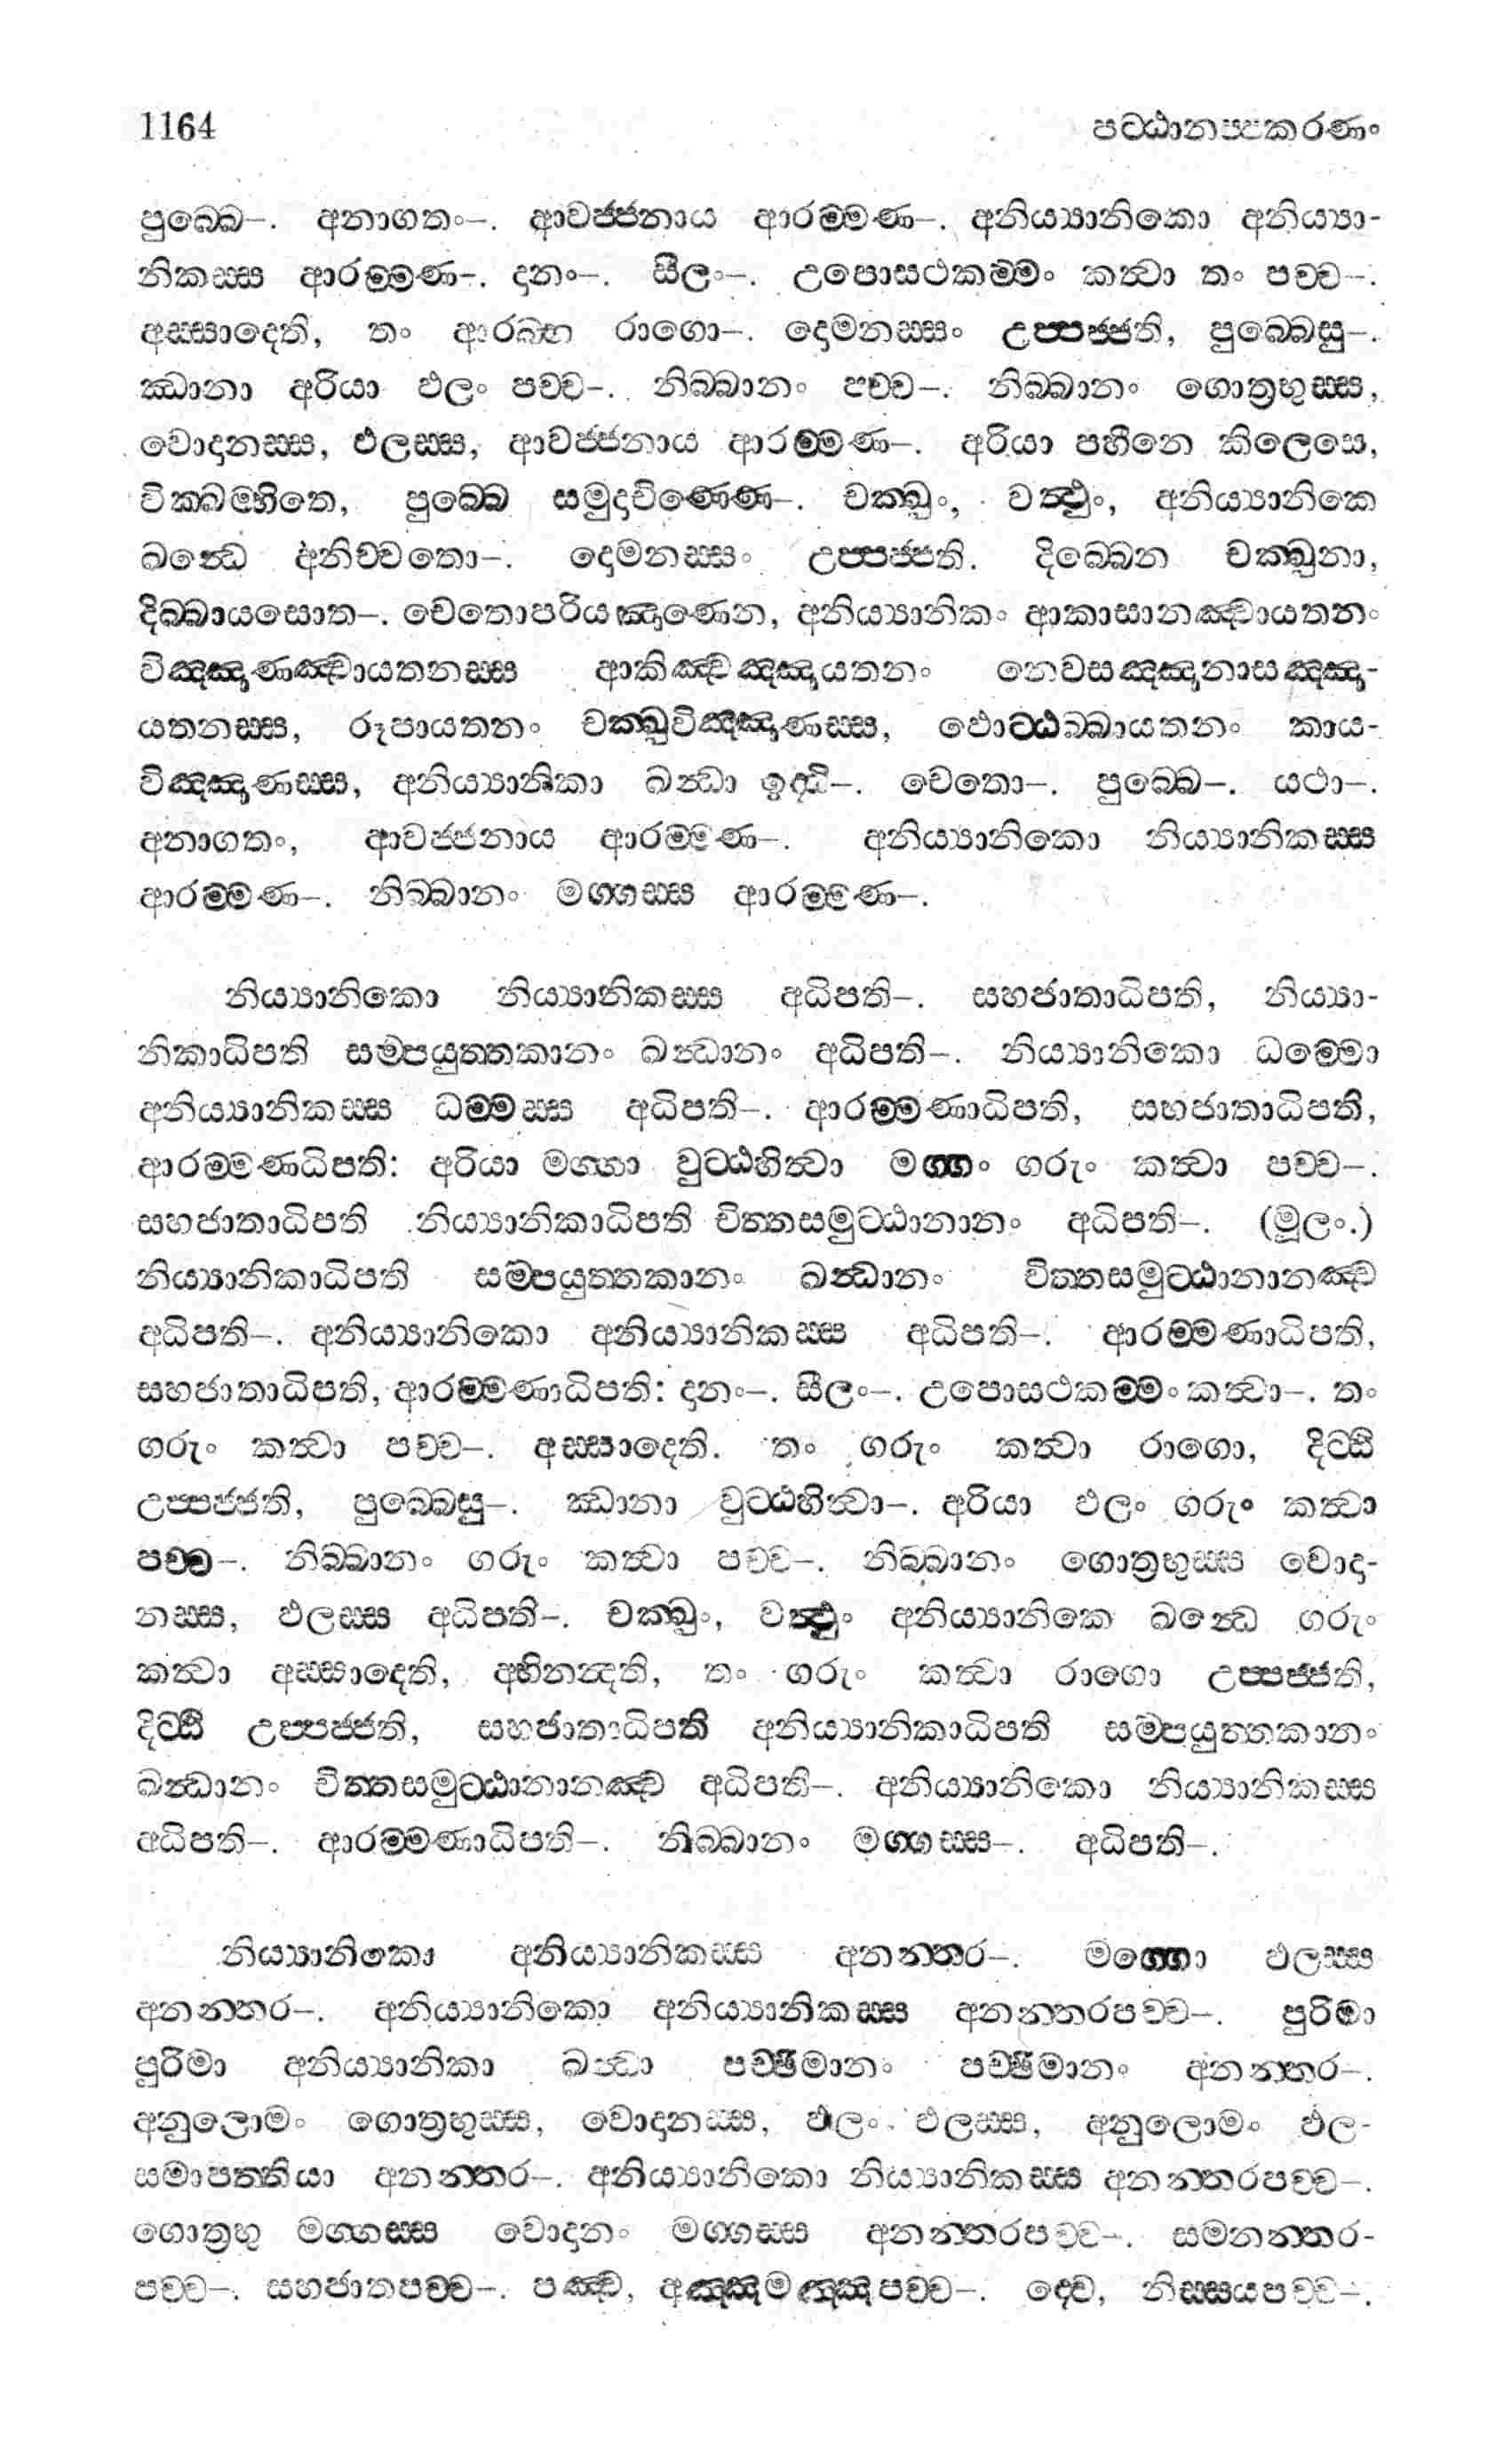 1164 පට්ඨානප්පකරණං
පුබ්බෙ–. අනාගතං–. ආවජ්ජනාය ආරම්මණ–. අනිය්‍යානිකො අනිය්‍යා-
නිකස්ස ආරම්මණ–. දානං–. සීලං–. උපොසථකම්මං කත්‍වා තං පච්ච–.
අස්සාදෙති, තං ආරබ්භ රාගො–. දොමනස්සං උප්පජ්ජති, පුබ්බෙසු–.
ඣානා අරියා ඵලං පච්ච–. නිබ්බානං පච්ච–. නිබ්බානං ගොත්‍රභුස්ස,
වොදානස්ස, ඵලස්ස, ආවජ්ජනාය ආරම්මණ–. අරියා පහීනෙ කිලෙසෙ,
වික්ඛම්භිතෙ, පුබ්බෙ සමුදාචිණ්ණෙ–. චක්ඛුං, වත්‍ථුං, අනිය්‍යානිකෙ
ඛන්‍ධෙ අනිච්චතො–. දොමනස්සං උප්පජ්ජති. දිබ්බෙන චක්ඛුනා,
දිබ්බායසොත–. චෙතොපරියඤාණෙන, අනිය්‍යානිකං ආකාසානඤ්චායතනං
විඤ්ඤාණඤ්චායතනස්ස ආකිඤ්චඤ්ඤායතනං නෙවසඤ්ඤානාසඤ්ඤා-
යතනස්ස, රූපායතනං චක්ඛුවිඤ්ඤාණස්ස, ඵොට්ඨබ්බායතනං කාය-
විඤ්ඤාණස්ස, අනිය්‍යානිකා ඛන්‍ධා ඉද්‍ධි–. චෙතො–. පුබ්බෙ–. යථා–.
අනාගතං, ආවජ්ජනාය ආරම්මණ–. අනිය්‍යානිකො නිය්‍යානිකස්ස
ආරම්මණ–. නිබ්බානං මග්ගස්ස ආරම්මණ–.
නිය්‍යානිකො නිය්‍යානිකස්ස අධිපති–. සහජාතාධිපති, නිය්‍යා-
නිකාධිපති සම්පයුත්තකානං ඛන්‍ධානං අධිපති–. නිය්‍යානිකො ධම්මො
අනිය්‍යානිකස්ස ධම්මස්ස අධිපති–. ආරම්මණාධිපති, සහජාතාධිපති,
ආරම්මණධිපති: අරියා මග්ගා වුට්ඨහිත්‍වා මග්ගං ගරුං කත්‍වා පච්ච–.
සහජාතාධිපති නිය්‍යානිකාධිපති චිත්තසමුට්ඨානානං අධිපති–. (මූලං.)
නිය්‍යානිකාධිපති සම්පයුත්තකානං ඛන්‍ධානං චිත්තසමුට්ඨානානඤ්ච
අධිපති–. අනිය්‍යානිකො අනිය්‍යානිකස්ස අධිපති–. ආරම්මණාධිපති,
සහජාතාධිපති, ආරම්මණාධිපති: දානං–. සීලං–. උපොසථකම්මං කත්‍වා–. තං
ගරුං කත්‍වා පච්ච–. අස්සාදෙති. තං ගරුං කත්‍වා රාගො, දිට්ඨි
උප්පජ්ජති, පුබ්බෙසු–. ඣානා වුට්ඨහිත්‍වා–. අරියා ඵලං ගරුං කත්‍වා
පච්ච–. නිබ්බානං ගරුං කත්‍වා පච්ච–. නිබ්බානං ගොත්‍රභුස්ස වොදා-
නස්ස, ඵලස්ස අධිපති–. චක්ඛුං, වත්‍ථුං අනිය්‍යානිකෙ ඛන්‍ධෙ ගරුං
කත්‍වා අස්සාදෙති, අභිනන්‍දති, තං ගරුං කත්‍වා රාගො උප්පජ්ජති,
දිට්ඨි උප්පජ්ජති, සහජාතාධිපති අනිය්‍යානිකාධිපති සම්පයුත්තකානං
ඛන්‍ධානං චිත්තසමුට්ඨානානඤ්ච අධිපති–. අනිය්‍යානිකො නිය්‍යානිකස්ස
අධිපති–. ආරම්මණාධිපති–. නිබ්බානං මග්ගස්ස–. අධිපති–.
නිය්‍යානිකො අනිය්‍යානිකස්ස අනන්තර–. මග්ගො ඵලස්ස
අනන්තර–. අනිය්‍යානිකො අනිය්‍යානිකස්ස අනන්තරපච්ච–. පුරිමා
පුරිමා අනිය්‍යානිකා ඛන්‍ධා පච්ඡිමානං පච්ඡිමානං අනන්තර–.
අනුලොමං ගොත්‍රභුස්ස, වොදානස්ස, ඵලං. ඵලස්ස, අනුලොමං ඵල-
සමාපත්තියා අනන්තර–. අනිය්‍යානිකො නිය්‍යානිකස්ස අනන්තරපච්ච–.
ගොත්‍රභු මග්ගස්ස වොදානං මග්ගස්ස අනන්තරපච්ච–. සමනන්තර-
පච්ච–. සහජාතපච්ච–. පඤ්ච, අඤ්ඤමඤ්ඤපච්ච–. ද්‍වෙ, නිස්සයපච්ච–.